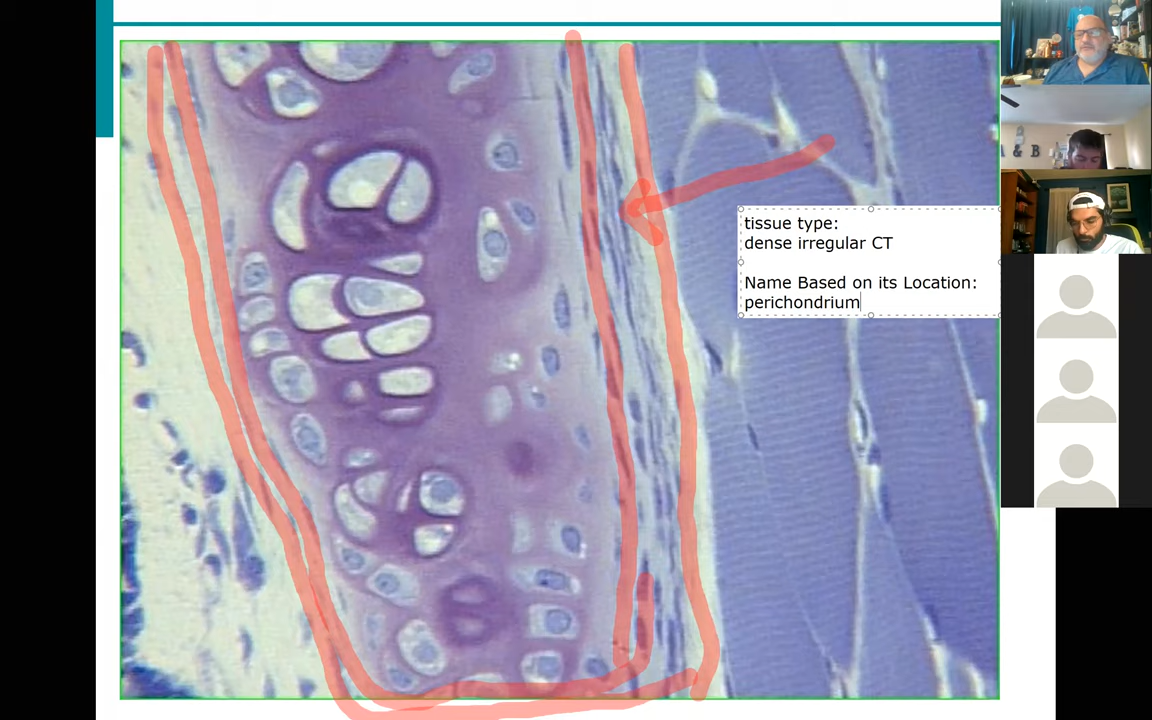 tissue type:
dense irregular CT
Name Based on its Location:
perichondrium
A & B